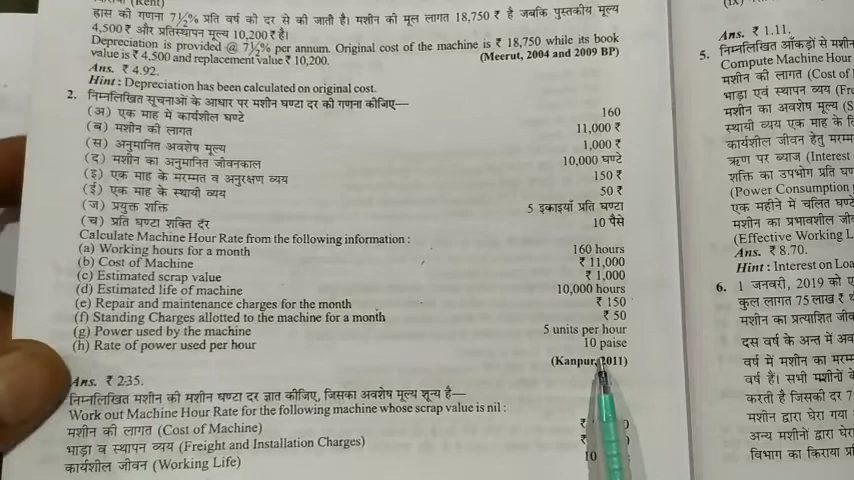 ह्रास की गणना 7½% प्रति वर्ष की दर से की जाती है। मशीन की मूल लागत 18,750 ₹ है जबकि पुस्तकीय मूल्य
4,500 ₹ और प्रतिस्थापन मूल्य 10,200 ₹ है।
Depreciation is provided @ 7½% per annum. Original cost of the machine is ₹ 18,750 while its book
value is ₹ 4,500 and replacement value ₹ 10,200.
(Meerut, 2004 and 2009 BP)
Ans. ₹ 4.92.
Hint : Depreciation has been calculated on original cost.
2. निम्नलिखित सूचनाओं के आधार पर मशीन घण्टा दर की गणना कीजिए—
(अ) एक माह में कार्यशील घण्टे 160
(ब) मशीन की लागत 11,000 ₹
(स) अनुमानित अवशेष मूल्य 1,000 ₹
(द) मशीन का अनुमानित जीवनकाल 10,000 घण्टे
(इ) एक माह के मरम्मत व अनुरक्षण व्यय 150 ₹
(ई) एक माह के स्थायी व्यय 50 ₹
(ज) प्रयुक्त शक्ति 5 इकाइयाँ प्रति घण्टा
(च) प्रति घण्टा शक्ति दर 10 पैसे
Calculate Machine Hour Rate from the following information :
(a) Working hours for a month 160 hours
(b) Cost of Machine ₹ 11,000
(c) Estimated scrap value ₹ 1,000
(d) Estimated life of machine 10,000 hours
(e) Repair and maintenance charges for the month ₹ 150
(f) Standing Charges allotted to the machine for a month ₹ 50
(g) Power used by the machine 5 units per hour
(h) Rate of power used per hour 10 paise
(Kanpur, 2011)
Ans. ₹ 2.35.
निम्नलिखित मशीन की मशीन घण्टा दर ज्ञात कीजिए, जिसका अवशेष मूल्य शून्य है—
Work out Machine Hour Rate for the following machine whose scrap value is nil :
मशीन की लागत (Cost of Machine) ₹
भाड़ा व स्थापन व्यय (Freight and Installation Charges) ₹
कार्यशील जीवन (Working Life) 10
Ans. ₹ 1.11.
5. निम्नलिखित आँकड़ों से मशीन
Compute Machine Hour
मशीन की लागत (Cost of
भाड़ा एवं स्थापन व्यय (Fre
मशीन का अवशेष मूल्य (S
स्थायी व्यय एक माह के
कार्यशील जीवन हेतु मरम्म
ऋण पर ब्याज (Interest
शक्ति का उपभोग प्रति घण
(Power Consumption
एक महीने में चलित घण्टे
मशीन का प्रभावशील जी
(Effective Working L
Ans. ₹ 8.70.
Hint : Interest on Loa
6. 1 जनवरी, 2019 को ए
कुल लागत 75 लाख ₹
मशीन का प्रत्याशित जीव
दस वर्ष के अन्त में अव
वर्ष में मशीन का मरम्
वर्ष हैं। सभी मशीनों के
करती है जिसकी दर 7
मशीन द्वारा घेरा गया
अन्य मशीनों द्वारा घेरा
विभाग का किराया प्र